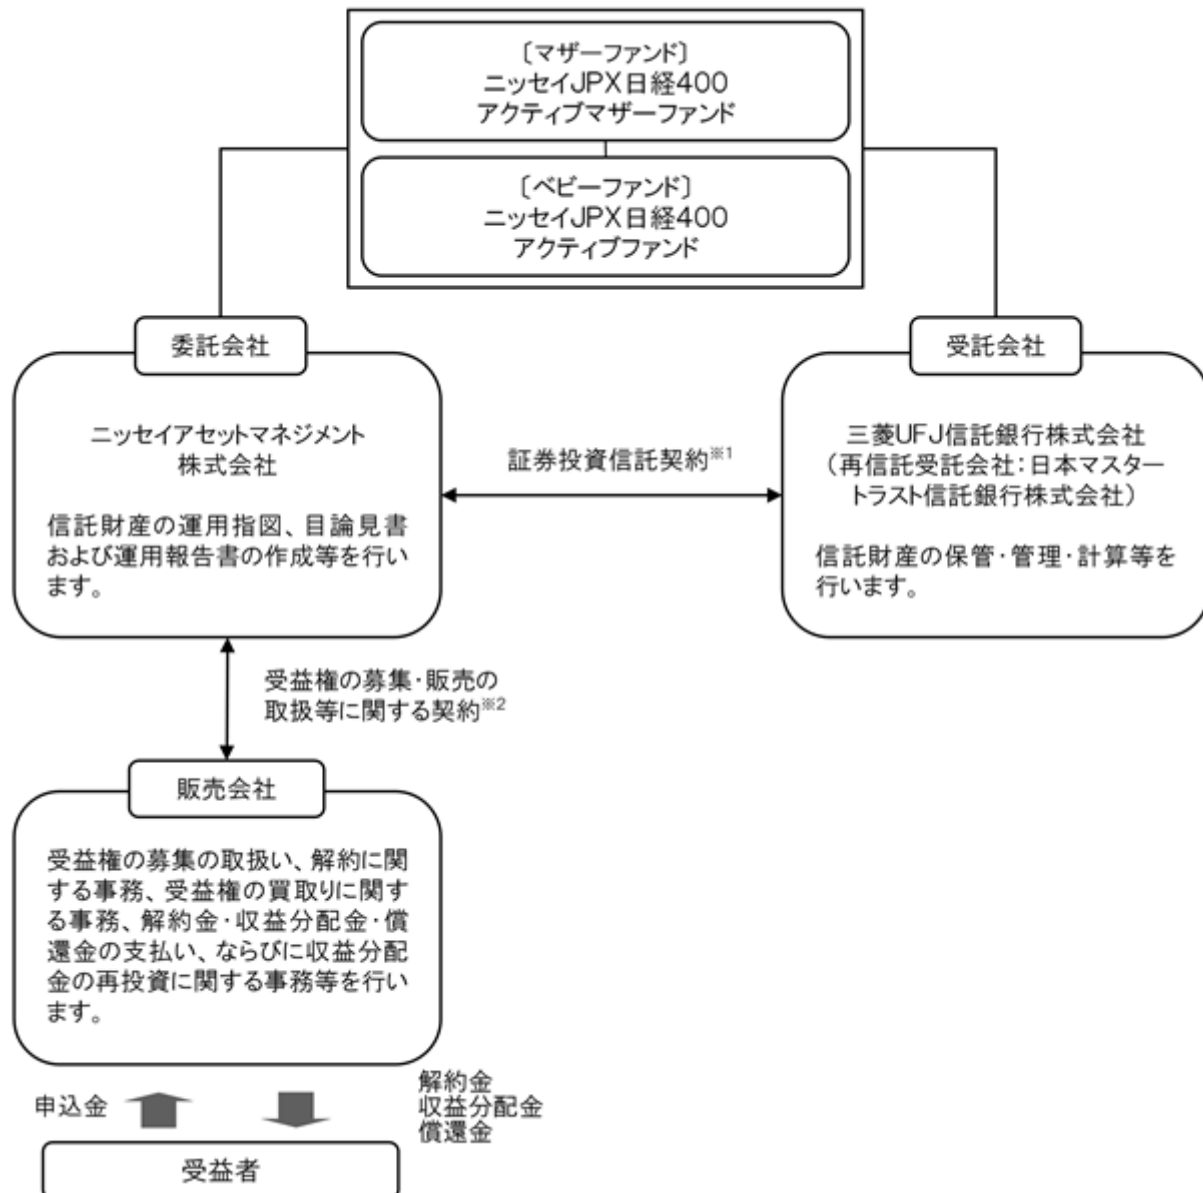 〔マザーファンド〕
ニッセイJPX日経400
アクティブマザーファンド
〔ベビーファンド〕
ニッセイJPX日経400
アクティブファンド
委託会社
ニッセイアセットマネジメント
株式会社
信託財産の運用指図、目論見書
および運用報告書の作成等を行い
ます。
証券投資信託契約※1
受託会社
三菱UFJ信託銀行株式会社
(再信託受託会社:日本マスター
トラスト信託銀行株式会社)
信託財産の保管・管理・計算等を
行います。
受益権の募集・販売の
取扱等に関する契約※2
販売会社
受益権の募集の取扱い、解約に関
する事務、受益権の買取りに関す
る事務、解約金・収益分配金・償
還金の支払い、ならびに収益分配
金の再投資に関する事務等を行い
ます。
申込金
解約金
収益分配金
償還金
受益者